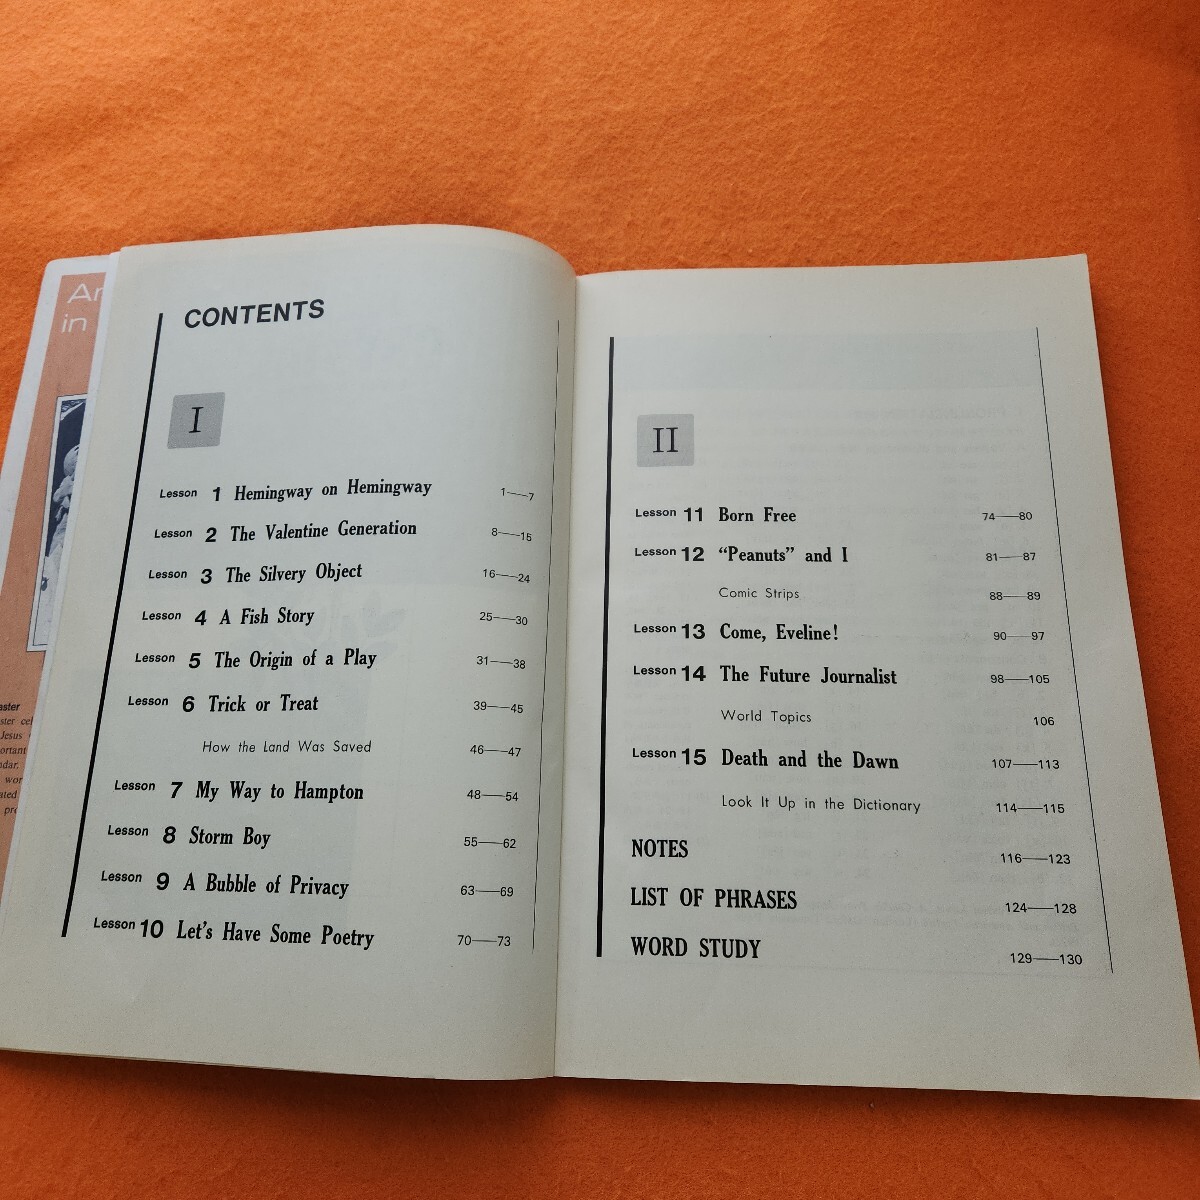 CONTENTS
I
Lesson 1 Hemingway on Hemingway 1—7
Lesson 2 The Valentine Generation 8—15
Lesson 3 The Silvery Object 16—24
Lesson 4 A Fish Story 25—30
Lesson 5 The Origin of a Play 31—38
Lesson 6 Trick or Treat 39—45
How the Land Was Saved 46—47
Lesson 7 My Way to Hampton 48—54
Lesson 8 Storm Boy 55—62
Lesson 9 A Bubble of Privacy 63—69
Lesson 10 Let's Have Some Poetry 70—73
II
Lesson 11 Born Free 74—80
Lesson 12 “Peanuts” and I 81—87
Comic Strips 88—89
Lesson 13 Come, Eveline! 90—97
Lesson 14 The Future Journalist 98—105
World Topics 106
Lesson 15 Death and the Dawn 107—113
Look It Up in the Dictionary 114—115
NOTES 116—123
LIST OF PHRASES 124—128
WORD STUDY 129—130
in
Jesus